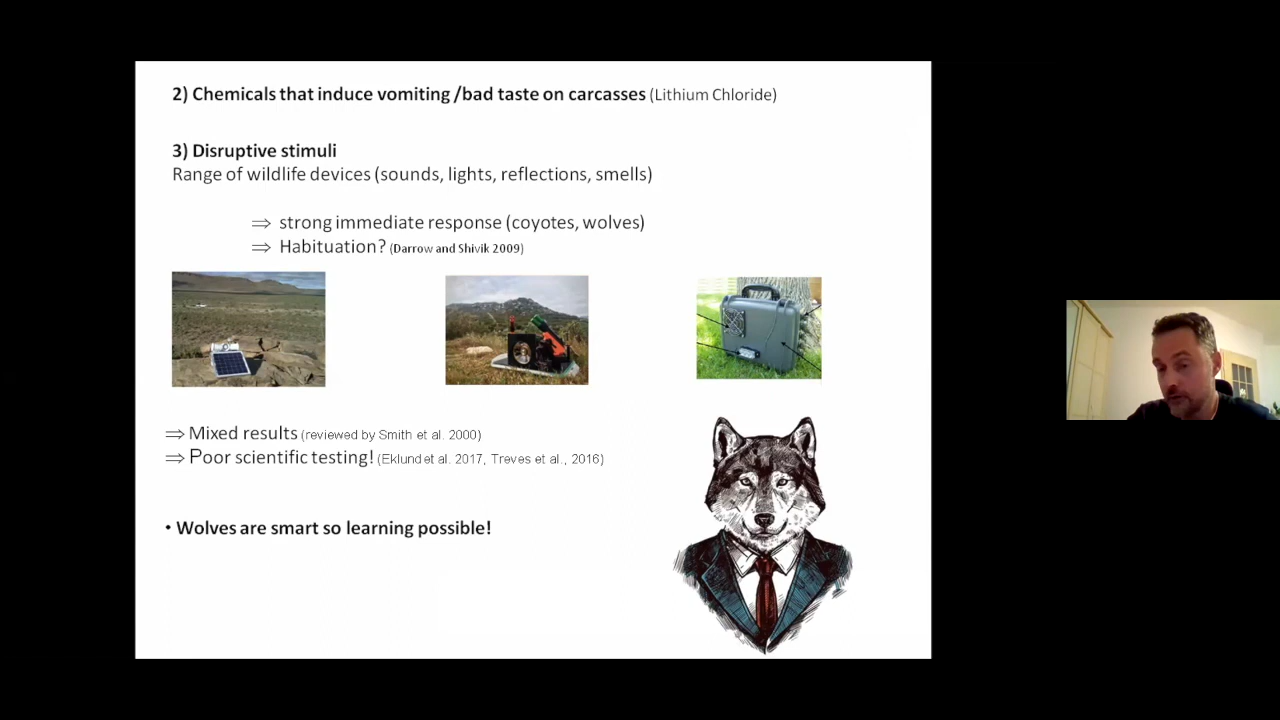 2) Chemicals that induce vomiting /bad taste on carcasses (Lithium Chloride)
3) Disruptive stimuli
Range of wildlife devices (sounds, lights, reflections, smells)
⇒ strong immediate response (coyotes, wolves)
⇒ Habituation? (Darrow and Shivik 2009)
⇒ Mixed results (reviewed by Smith et al. 2000)
⇒ Poor scientific testing! (Eklund et al. 2017, Treves et al., 2016)
• Wolves are smart so learning possible!